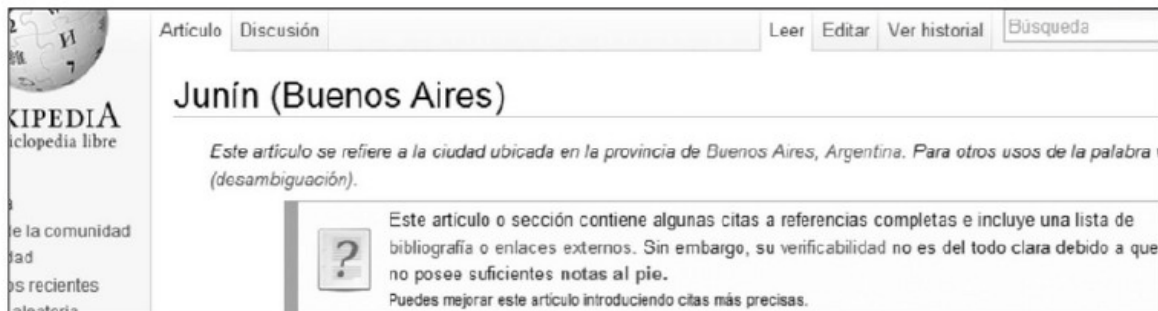 Artículo Discusión Leer Editar Ver historial Búsqueda
Junín (Buenos Aires)
KIPEDIA
iclopedia libre
Este artículo se refiere a la ciudad ubicada en la provincia de Buenos Aires, Argentina. Para otros usos de la palabra
(desambiguación).
Este artículo o sección contiene algunas citas a referencias completas e incluye una lista de
bibliografía o enlaces externos. Sin embargo, su verificabilidad no es del todo clara debido a que
no posee suficientes notas al pie.
Puedes mejorar este artículo introduciendo citas más precisas.
de la comunidad
dad
os recientes